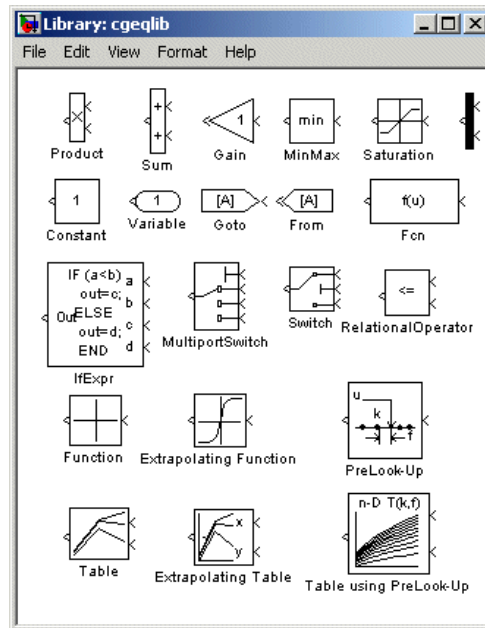 Library: cgeqlib
File Edit View Format Help
× + + 1 min
Product Sum Gain MinMax Saturation
1 1 [A] [A] f(u)
Constant Variable Goto From Fcn
IF (a<b) a
out=c; b
Out ELSE c
out=d; d
END
IfExpr
<=
MultiportSwitch Switch RelationalOperator
u
k
f
Function Extrapolating Function PreLook-Up
x
y
n-D T(k,f)
Table Extrapolating Table Table using PreLook-Up